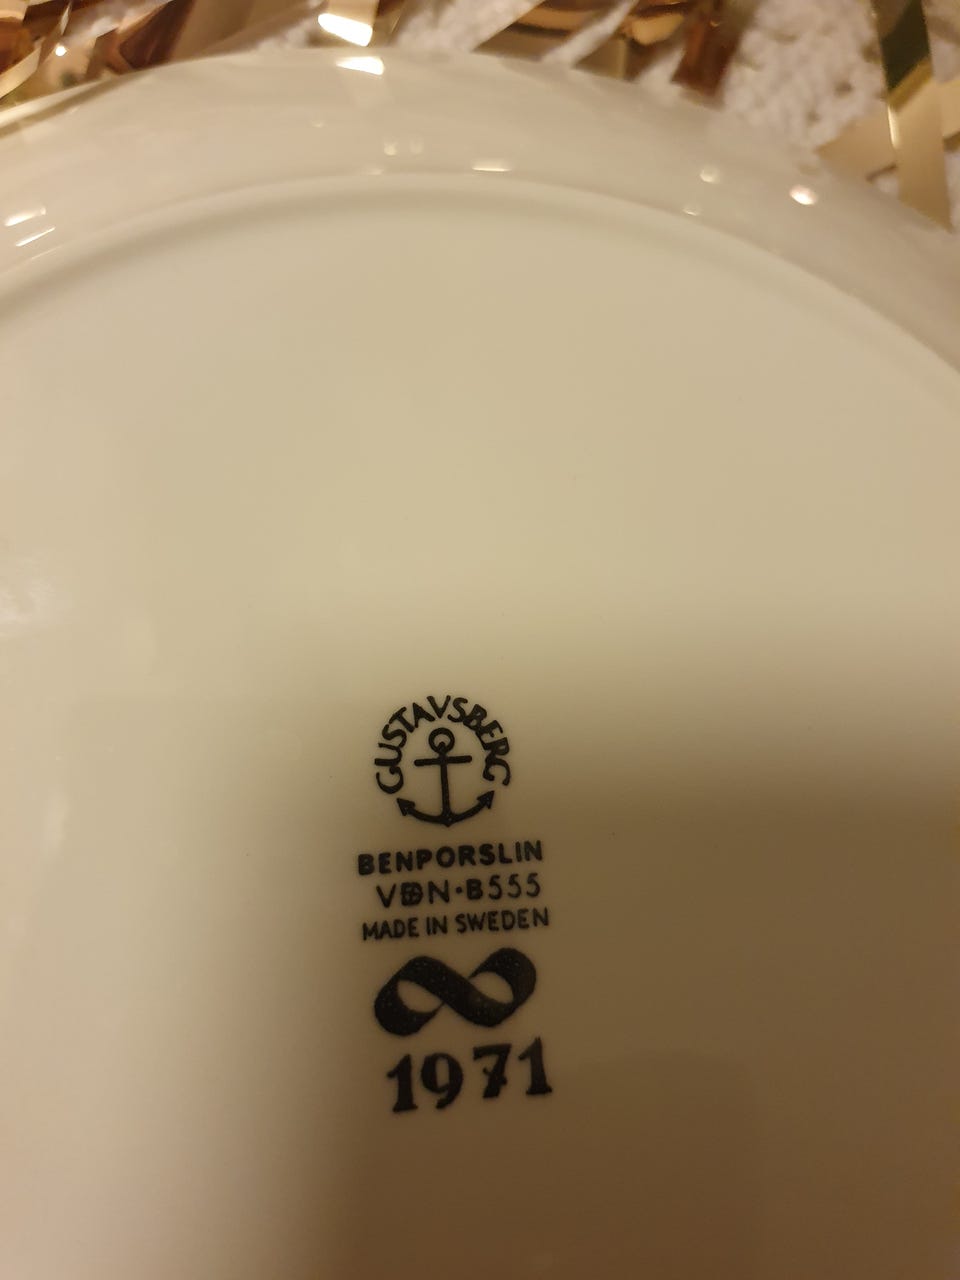 GUSTAVSBERG
BENPORSLIN
VDN·B555
MADE IN SWEDEN
1971